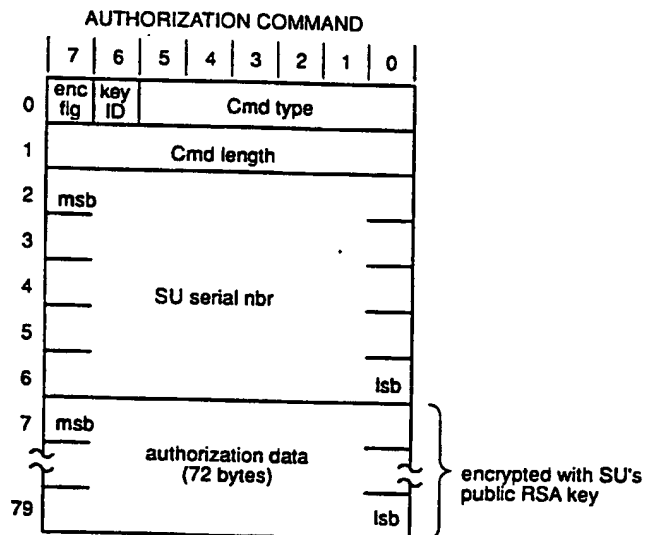 AUTHORIZATION COMMAND
7 6 5 4 3 2 1 0
0 enc flg key ID Cmd type
1 Cmd length
2 msb
3
4 SU serial nbr
5
6 lsb
7 msb
authorization data
(72 bytes)
encrypted with SU's
public RSA key
79 lsb